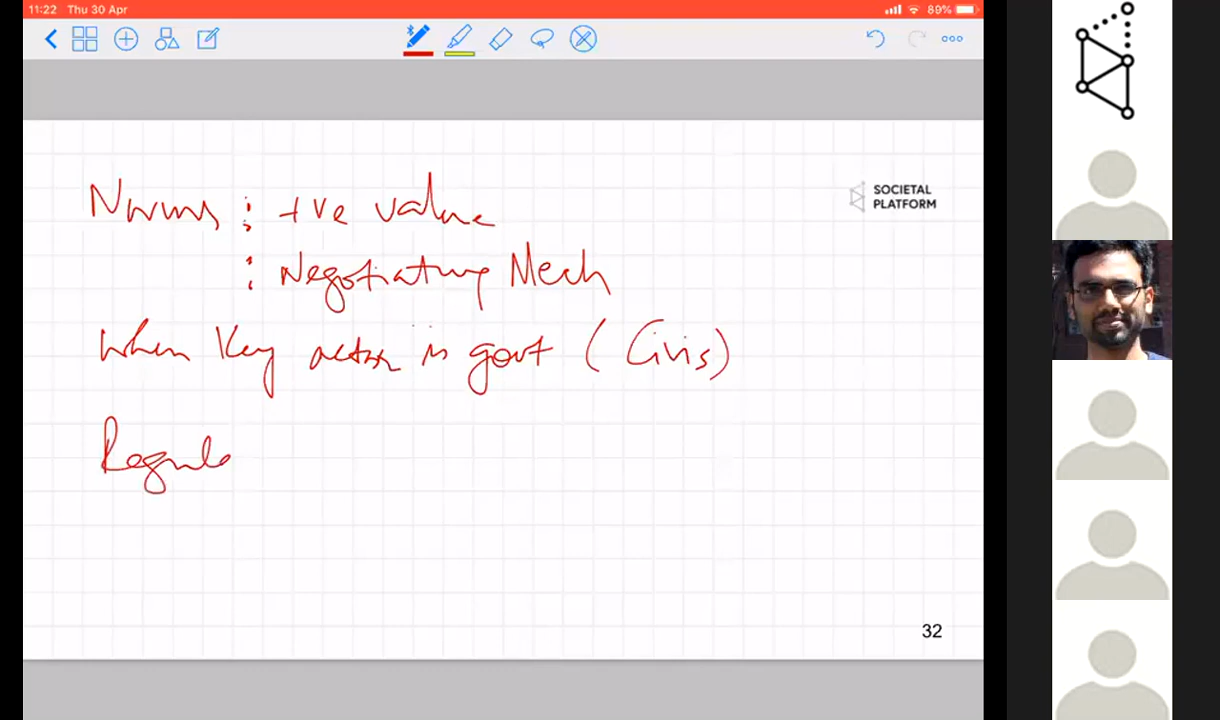 11:22 Thu 30 Apr 89%
SOCIETAL
PLATFORM
Norms : +ve value
: Negotiating Mech
When Key actor is govt ( Civis )
Regula
32